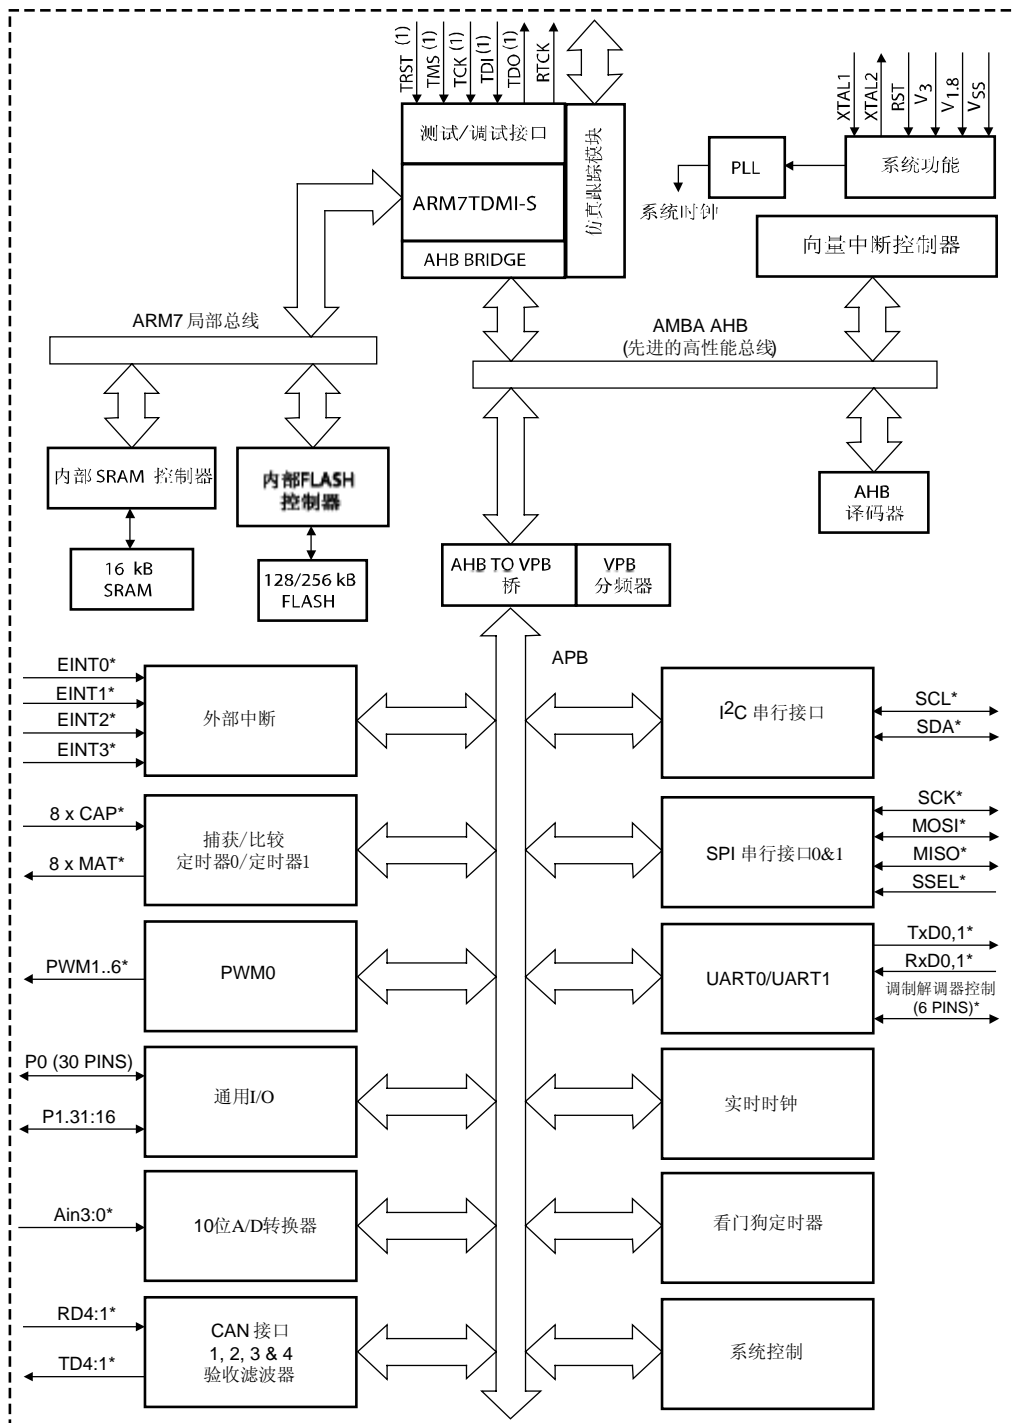 TRST (1)
TMS (1)
TCK (1)
TDI (1)
TDO (1)
RTCK
测试/调试接口
ARM7TDMI-S
AHB BRIDGE
仿真跟踪模块
XTAL1
XTAL2
RST
V3
V1.8
VSS
系统功能
PLL
系统时钟
向量中断控制器
ARM7 局部总线
AMBA AHB
(先进的高性能总线)
内部 SRAM 控制器
内部FLASH
控制器
AHB
译码器
16 kB
SRAM
128/256 kB
FLASH
AHB TO VPB
桥
VPB
分频器
APB
EINT0*
EINT1*
EINT2*
EINT3*
外部中断
I2C 串行接口
SCL*
SDA*
8 x CAP*
8 x MAT*
捕获/比较
定时器0/定时器1
SPI 串行接口0&1
SCK*
MOSI*
MISO*
SSEL*
PWM1..6*
PWM0
UART0/UART1
TxD0,1*
RxD0,1*
调制解调器控制
(6 PINS)*
P0 (30 PINS)
P1.31:16
通用I/O
实时时钟
Ain3:0*
10位A/D转换器
看门狗定时器
RD4:1*
TD4:1*
CAN 接口
1, 2, 3 & 4
验收滤波器
系统控制